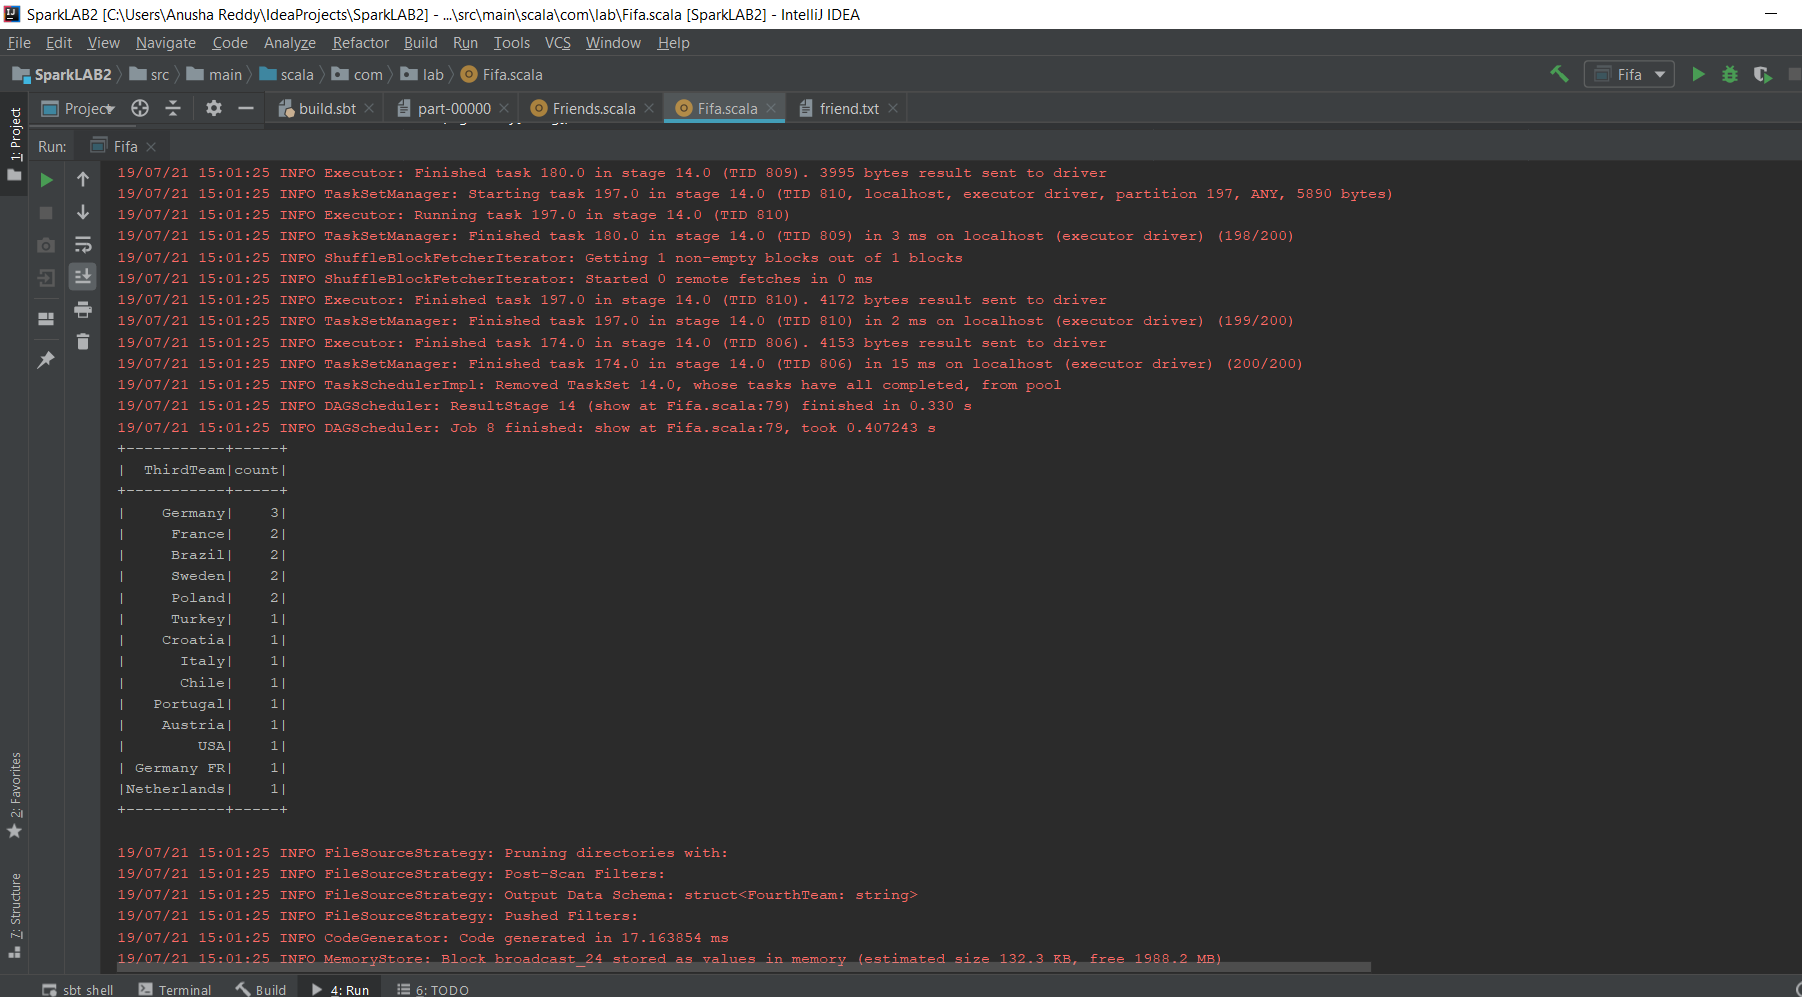 SparkLAB2 [C:\Users\Anusha Reddy\IdeaProjects\SparkLAB2] - ...\src\main\scala\com\lab\Fifa.scala [SparkLAB2] - IntelliJ IDEA
File Edit View Navigate Code Analyze Refactor Build Run Tools VCS Window Help
SparkLAB2 src main scala com lab Fifa.scala Fifa
1: Project Project build.sbt part-00000 Friends.scala Fifa.scala friend.txt
Run: Fifa
19/07/21 15:01:25 INFO Executor: Finished task 180.0 in stage 14.0 (TID 809). 3995 bytes result sent to driver
19/07/21 15:01:25 INFO TaskSetManager: Starting task 197.0 in stage 14.0 (TID 810, localhost, executor driver, partition 197, ANY, 5890 bytes)
19/07/21 15:01:25 INFO Executor: Running task 197.0 in stage 14.0 (TID 810)
19/07/21 15:01:25 INFO TaskSetManager: Finished task 180.0 in stage 14.0 (TID 809) in 3 ms on localhost (executor driver) (198/200)
19/07/21 15:01:25 INFO ShuffleBlockFetcherIterator: Getting 1 non-empty blocks out of 1 blocks
19/07/21 15:01:25 INFO ShuffleBlockFetcherIterator: Started 0 remote fetches in 0 ms
19/07/21 15:01:25 INFO Executor: Finished task 197.0 in stage 14.0 (TID 810). 4172 bytes result sent to driver
19/07/21 15:01:25 INFO TaskSetManager: Finished task 197.0 in stage 14.0 (TID 810) in 2 ms on localhost (executor driver) (199/200)
19/07/21 15:01:25 INFO Executor: Finished task 174.0 in stage 14.0 (TID 806). 4153 bytes result sent to driver
19/07/21 15:01:25 INFO TaskSetManager: Finished task 174.0 in stage 14.0 (TID 806) in 15 ms on localhost (executor driver) (200/200)
19/07/21 15:01:25 INFO TaskSchedulerImpl: Removed TaskSet 14.0, whose tasks have all completed, from pool
19/07/21 15:01:25 INFO DAGScheduler: ResultStage 14 (show at Fifa.scala:79) finished in 0.330 s
19/07/21 15:01:25 INFO DAGScheduler: Job 8 finished: show at Fifa.scala:79, took 0.407243 s
+-----------+-----+
|  ThirdTeam|count|
+-----------+-----+
|    Germany|    3|
|     France|    2|
|     Brazil|    2|
|     Sweden|    2|
|     Poland|    2|
|     Turkey|    1|
|    Croatia|    1|
|      Italy|    1|
|      Chile|    1|
|   Portugal|    1|
|    Austria|    1|
|        USA|    1|
| Germany FR|    1|
|Netherlands|    1|
+-----------+-----+
19/07/21 15:01:25 INFO FileSourceStrategy: Pruning directories with:
19/07/21 15:01:25 INFO FileSourceStrategy: Post-Scan Filters:
19/07/21 15:01:25 INFO FileSourceStrategy: Output Data Schema: struct<FourthTeam: string>
19/07/21 15:01:25 INFO FileSourceStrategy: Pushed Filters:
19/07/21 15:01:25 INFO CodeGenerator: Code generated in 17.163854 ms
19/07/21 15:01:25 INFO MemoryStore: Block broadcast_24 stored as values in memory (estimated size 132.3 KB, free 1988.2 MB)
2: Favorites
7: Structure
sbt shell Terminal Build 4: Run 6: TODO